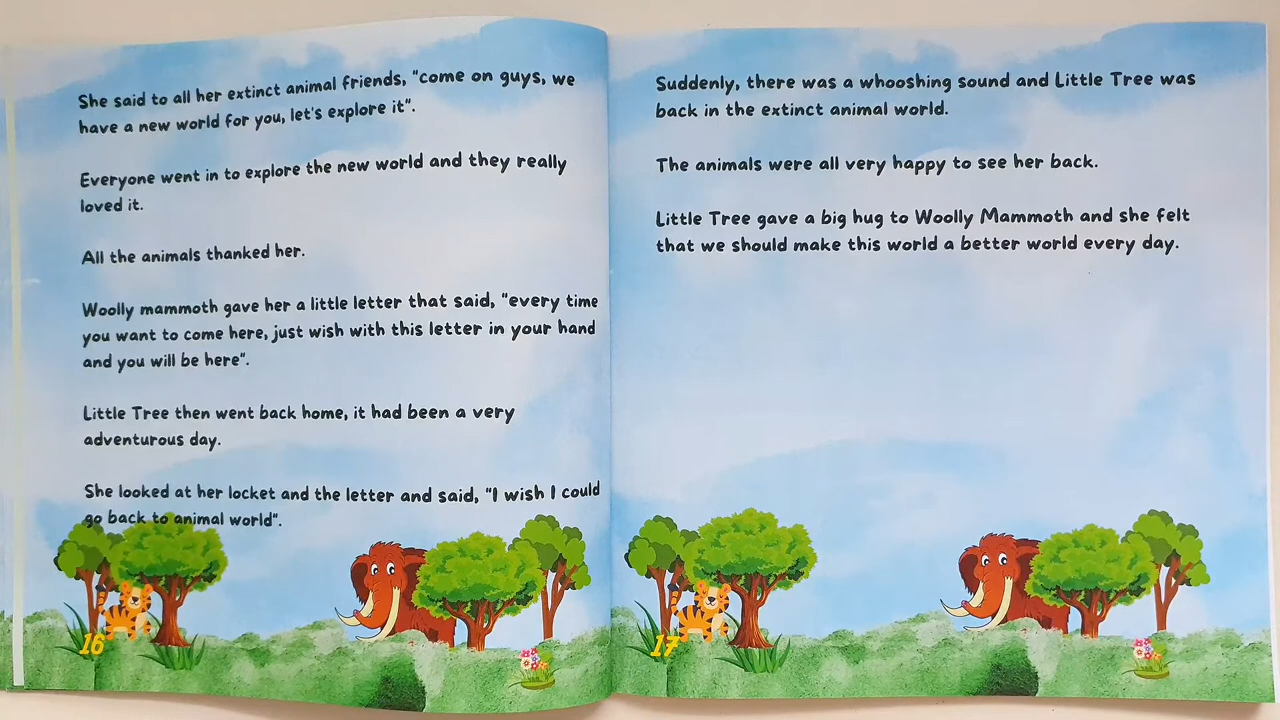 She said to all her extinct animal friends, "come on guys, we
have a new world for you, let's explore it".
Everyone went in to explore the new world and they really
loved it.
All the animals thanked her.
Woolly mammoth gave her a little letter that said, "every time
you want to come here, just wish with this letter in your hand
and you will be here".
Little Tree then went back home, it had been a very
adventurous day.
She looked at her locket and the letter and said, "I wish I could
go back to animal world".
16
Suddenly, there was a whooshing sound and Little Tree was
back in the extinct animal world.
The animals were all very happy to see her back.
Little Tree gave a big hug to Woolly Mammoth and she felt
that we should make this world a better world every day.
17